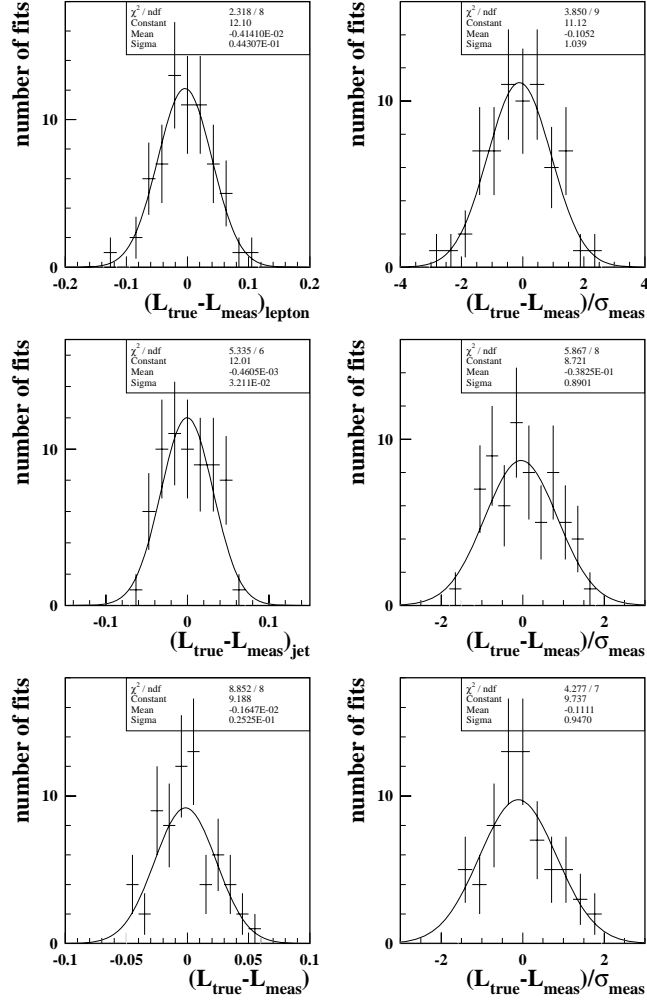 χ² / ndf 2.318 / 8
Constant 12.10
Mean -0.41410E-02
Sigma 0.44307E-01
number of fits
10
0
-0.2 -0.1 0 0.1 0.2
(L_true-L_meas)_lepton
χ² / ndf 3.850 / 9
Constant 11.12
Mean -0.1052
Sigma 1.039
number of fits
10
0
-4 -2 0 2 4
(L_true-L_meas)/σ_meas
χ² / ndf 5.335 / 6
Constant 12.01
Mean -0.4605E-03
Sigma 3.211E-02
number of fits
10
0
-0.1 0 0.1
(L_true-L_meas)_jet
χ² / ndf 5.867 / 8
Constant 8.721
Mean -0.3825E-01
Sigma 0.8901
number of fits
10
0
-2 0 2
(L_true-L_meas)/σ_meas
χ² / ndf 8.852 / 8
Constant 9.188
Mean -0.1647E-02
Sigma 0.2525E-01
number of fits
10
0
-0.1 -0.05 0 0.05 0.1
(L_true-L_meas)
χ² / ndf 4.277 / 7
Constant 9.737
Mean -0.1111
Sigma 0.9470
number of fits
10
0
-2 0 2
(L_true-L_meas)/σ_meas